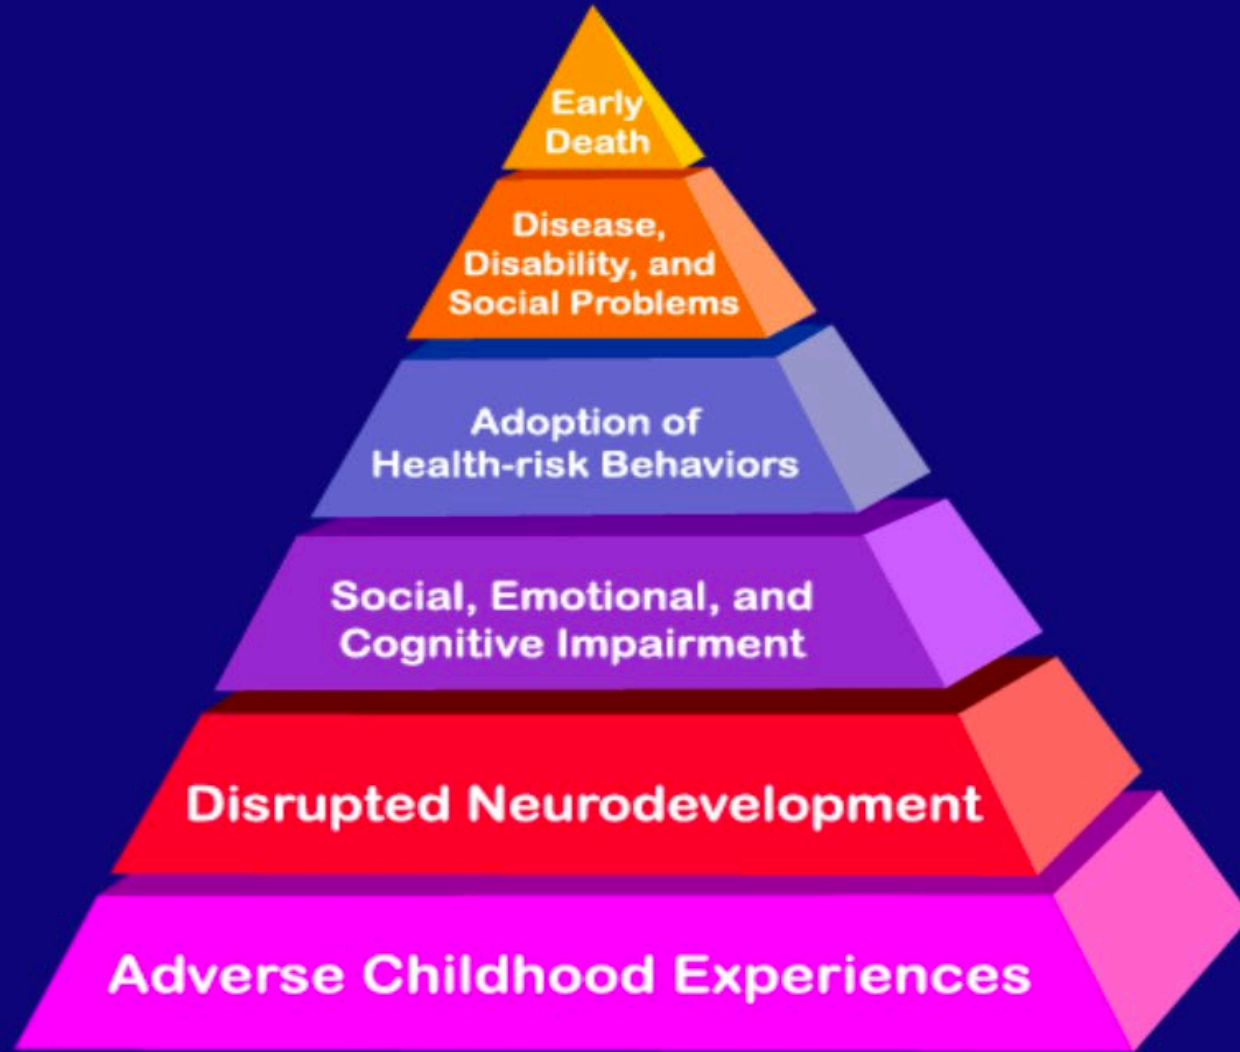 Early
Death
Disease,
Disability, and
Social Problems
Adoption of
Health-risk Behaviors
Social, Emotional, and
Cognitive Impairment
Disrupted Neurodevelopment
Adverse Childhood Experiences